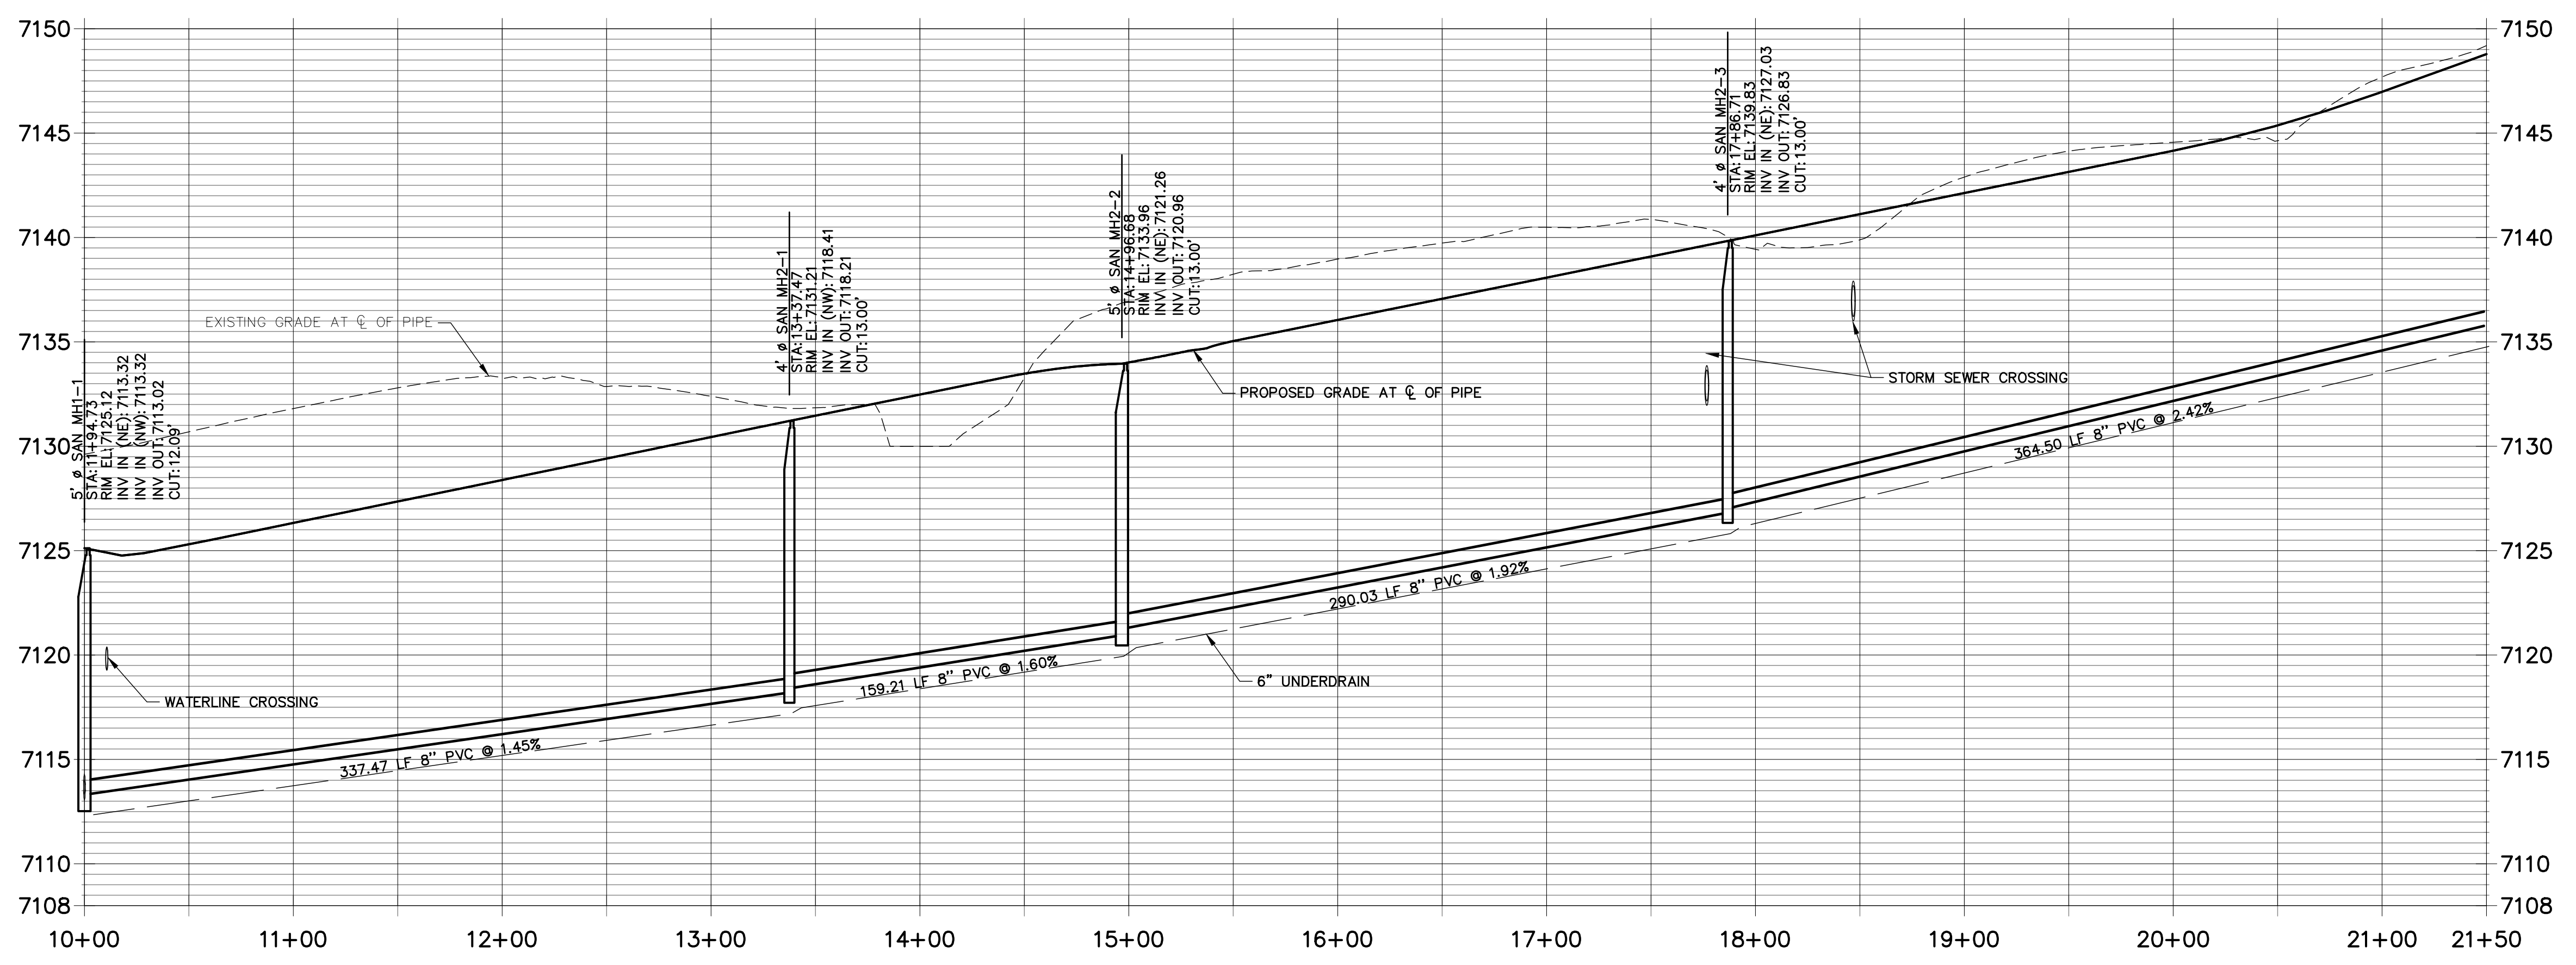 7150
7145
7140
7135
7130
7125
7120
7115
7110
7108
5' ø SAN MH1-1
STA:11+94.73
RIM EL:7125.12
INV IN (NE):7113.32
INV IN (NW):7113.32
INV OUT:7113.02
CUT:12.09'
EXISTING GRADE AT ℄ OF PIPE
4' ø SAN MH2-1
STA:13+37.47
RIM EL:7131.21
INV IN (NW):7118.41
INV OUT:7118.21
CUT:13.00'
5' ø SAN MH2-2
STA:14+96.68
RIM EL:7133.96
INV IN (NE):7121.26
INV OUT:7120.96
CUT:13.00'
4' ø SAN MH2-3
STA:17+86.71
RIM EL:7139.83
INV IN (NE):7127.03
INV OUT:7126.83
CUT:13.00'
PROPOSED GRADE AT ℄ OF PIPE
STORM SEWER CROSSING
WATERLINE CROSSING
6" UNDERDRAIN
337.47 LF 8" PVC @ 1.45%
159.21 LF 8" PVC @ 1.60%
290.03 LF 8" PVC @ 1.92%
364.50 LF 8" PVC @ 2.42%
7150
7145
7140
7135
7130
7125
7120
7115
7110
7108
10+00 11+00 12+00 13+00 14+00 15+00 16+00 17+00 18+00 19+00 20+00 21+00 21+50